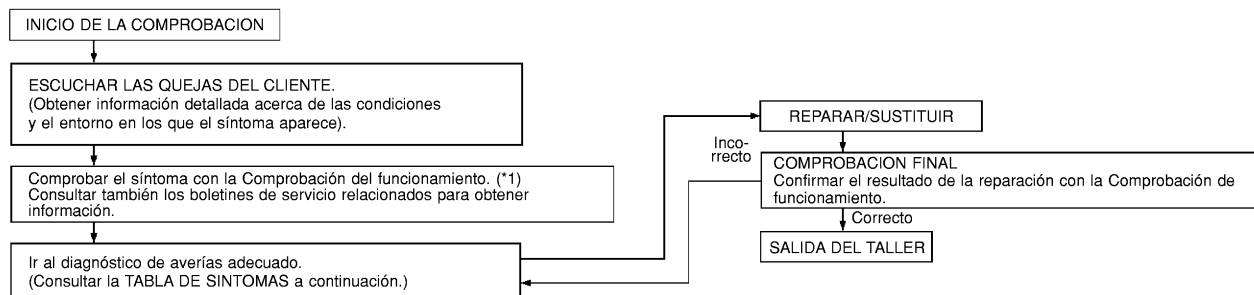 INICIO DE LA COMPROBACION
ESCUCHAR LAS QUEJAS DEL CLIENTE.
(Obtener información detallada acerca de las condiciones
y el entorno en los que el síntoma aparece).
Comprobar el síntoma con la Comprobación del funcionamiento. (*1)
Consultar también los boletines de servicio relacionados para obtener
información.
Ir al diagnóstico de averías adecuado.
(Consultar la TABLA DE SINTOMAS a continuación.)
REPARAR/SUSTITUIR
Inco-
rrecto
COMPROBACION FINAL
Confirmar el resultado de la reparación con la Comprobación de
funcionamiento.
Correcto
SALIDA DEL TALLER